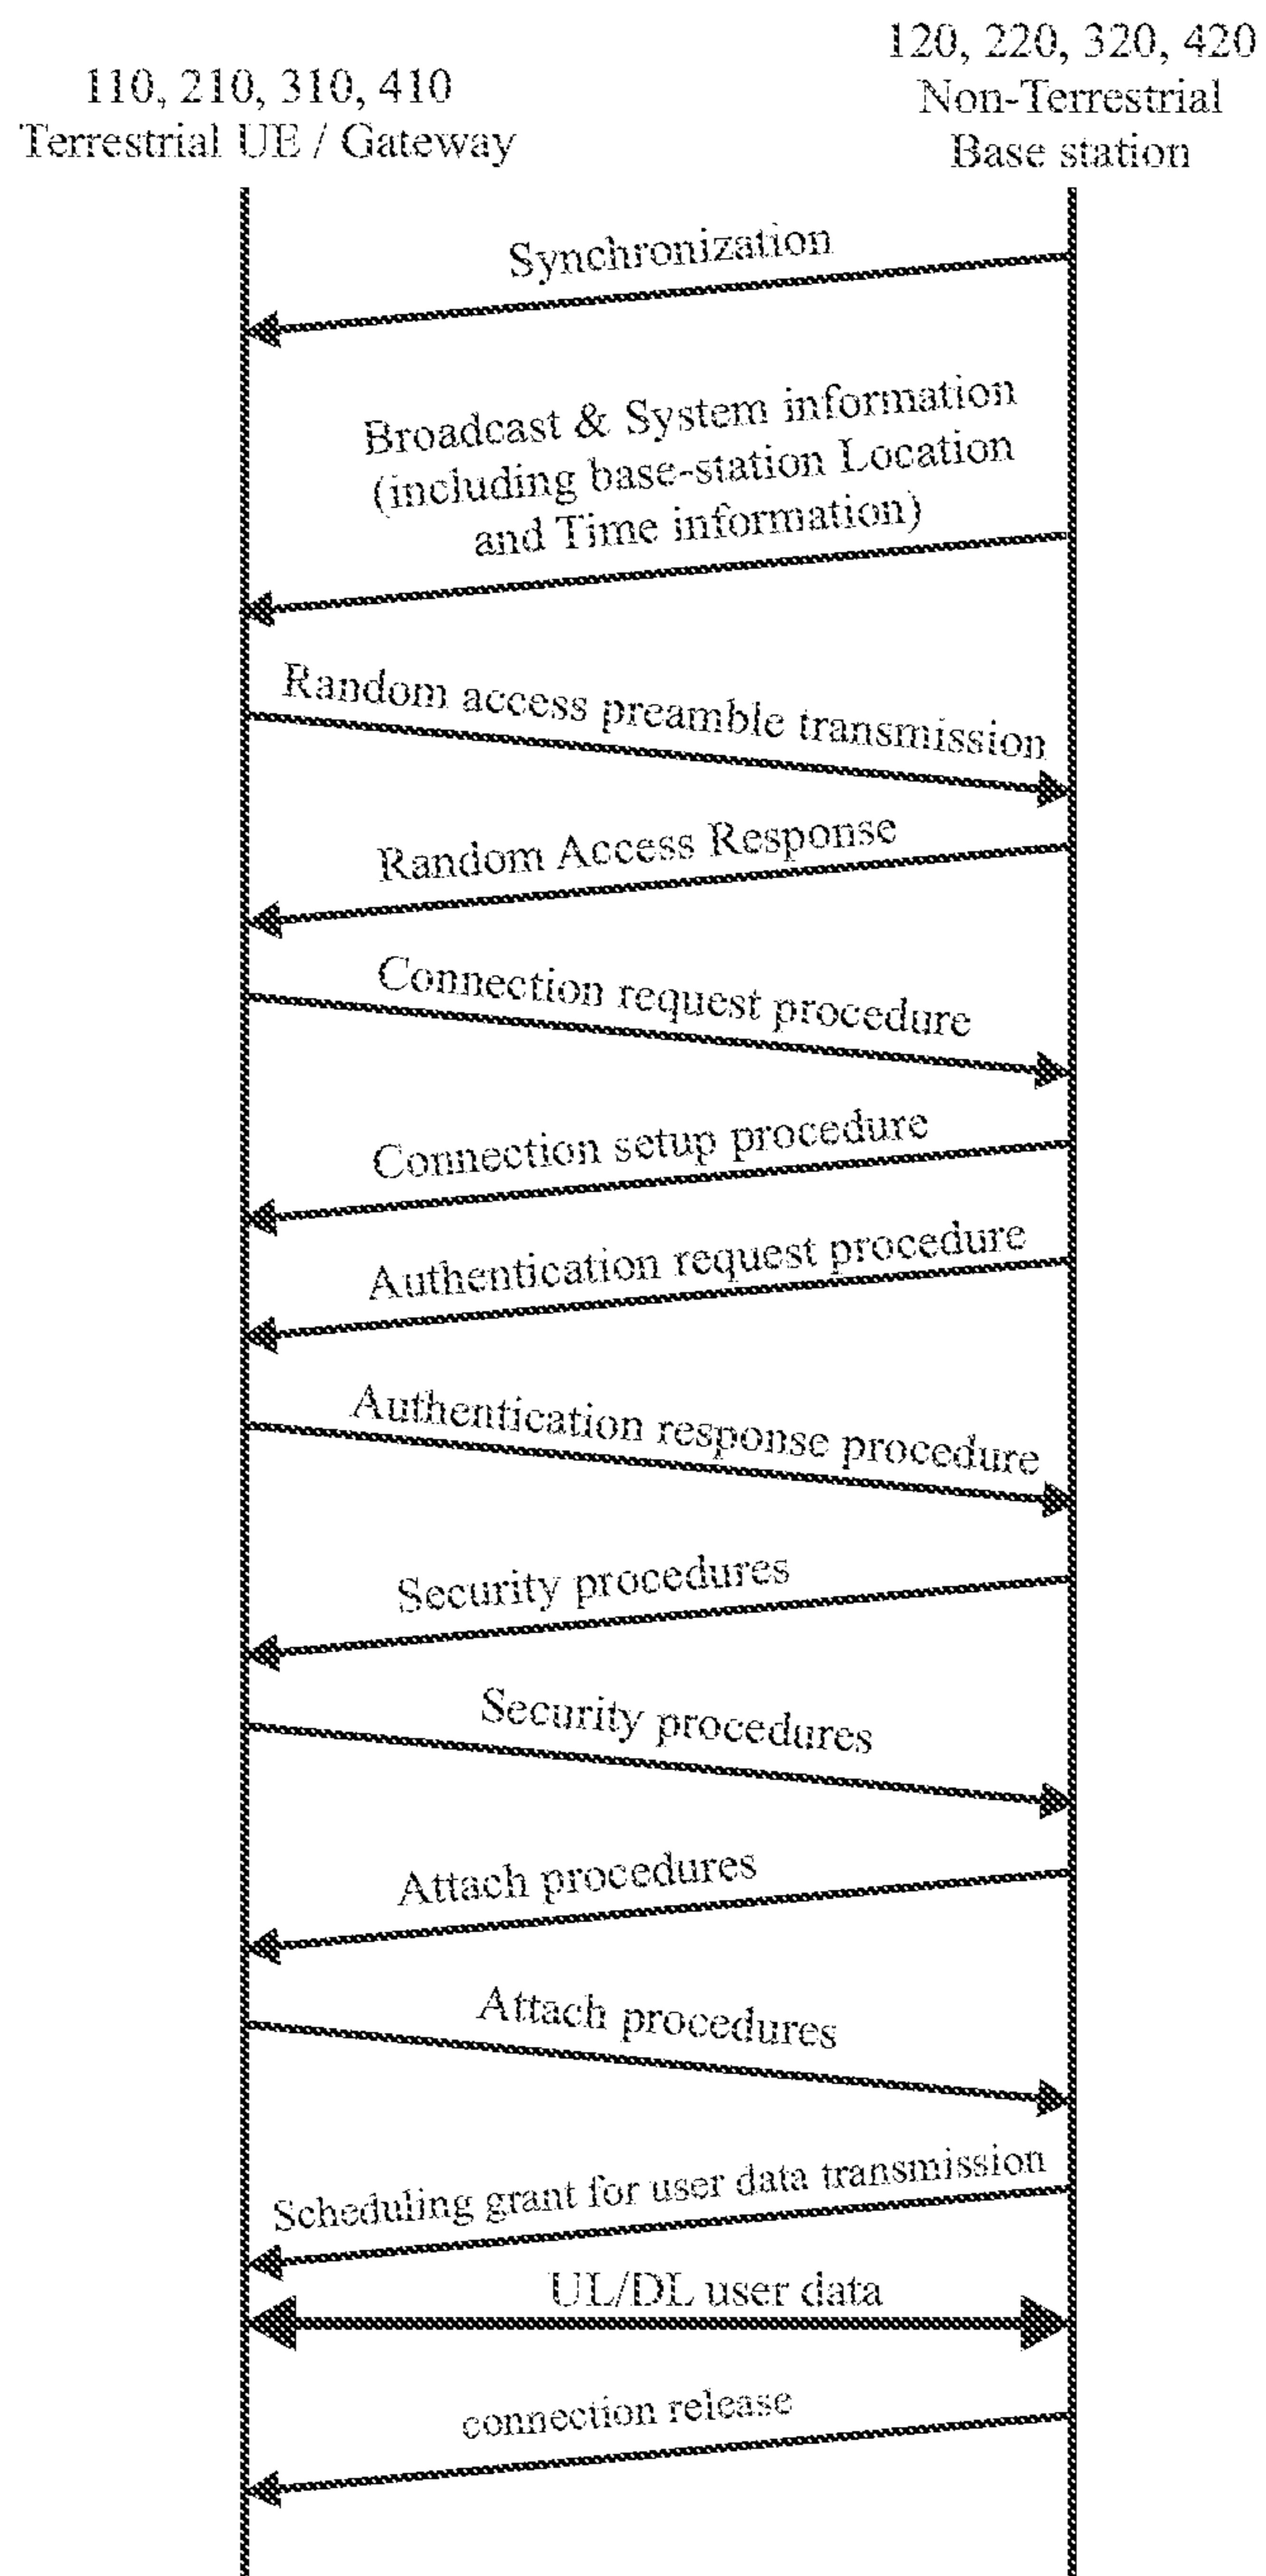 110, 210, 310, 410
Terrestrial UE / Gateway
120, 220, 320, 420
Non-Terrestrial
Base station
Synchronization
Broadcast & System information
(including base-station Location
and Time information)
Random access preamble transmission
Random Access Response
Connection request procedure
Connection setup procedure
Authentication request procedure
Authentication response procedure
Security procedures
Security procedures
Attach procedures
Attach procedures
Scheduling grant for user data transmission
UL/DL user data
connection release